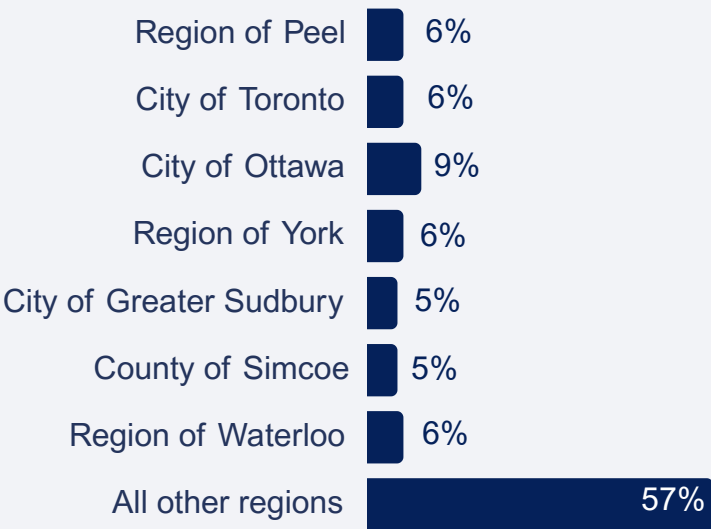 Region of Peel 6%
City of Toronto 6%
City of Ottawa 9%
Region of York 6%
City of Greater Sudbury 5%
County of Simcoe 5%
Region of Waterloo 6%
All other regions 57%